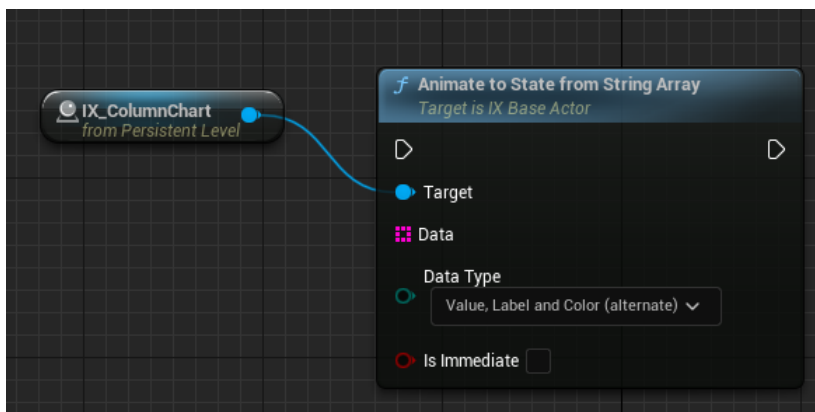 IX_ColumnChart
from Persistent Level
f Animate to State from String Array
Target is IX Base Actor
Target
Data
Data Type
Value, Label and Color (alternate)
Is Immediate